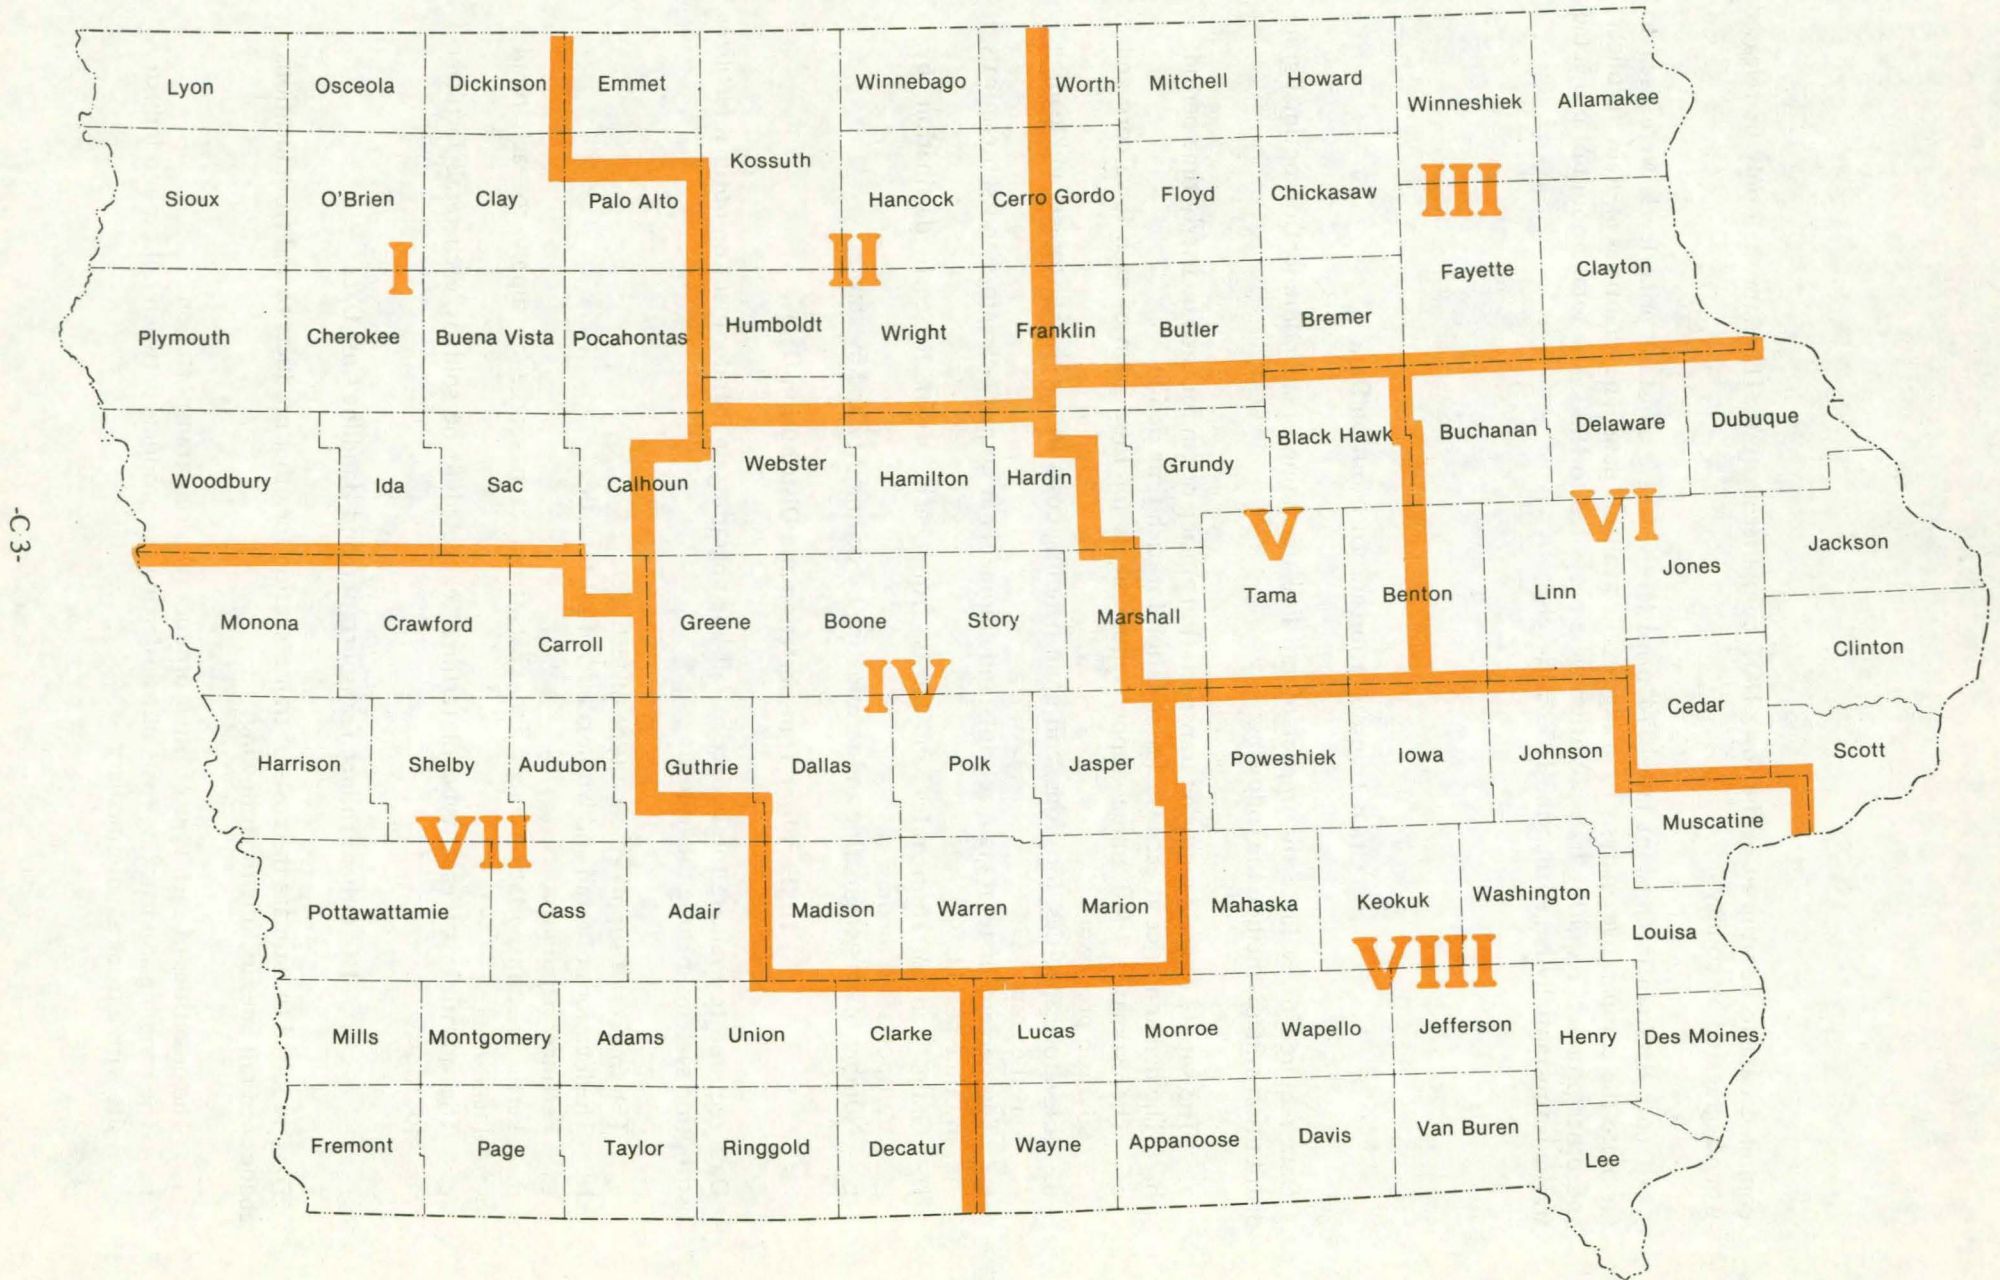 Lyon Osceola Dickinson Emmet Winnebago Worth Mitchell Howard Winneshiek Allamakee
Kossuth
Sioux O'Brien Clay Palo Alto Hancock Cerro Gordo Floyd Chickasaw III
I II Fayette Clayton
Plymouth Cherokee Buena Vista Pocahontas Humboldt Wright Franklin Butler Bremer
Woodbury Ida Sac Calhoun Webster Hamilton Hardin Grundy Black Hawk Buchanan Delaware Dubuque
-C3-
V VI
Monona Crawford Carroll Greene Boone Story Marshall Tama Benton Linn Jones Jackson
Clinton
IV
Cedar
Harrison Shelby Audubon Guthrie Dallas Polk Jasper Poweshiek Iowa Johnson Scott
VII Muscatine
Pottawattamie Cass Adair Madison Warren Marion Mahaska Keokuk Washington
Louisa
VIII
Mills Montgomery Adams Union Clarke Lucas Monroe Wapello Jefferson Henry Des Moines
Fremont Page Taylor Ringgold Decatur Wayne Appanoose Davis Van Buren
Lee